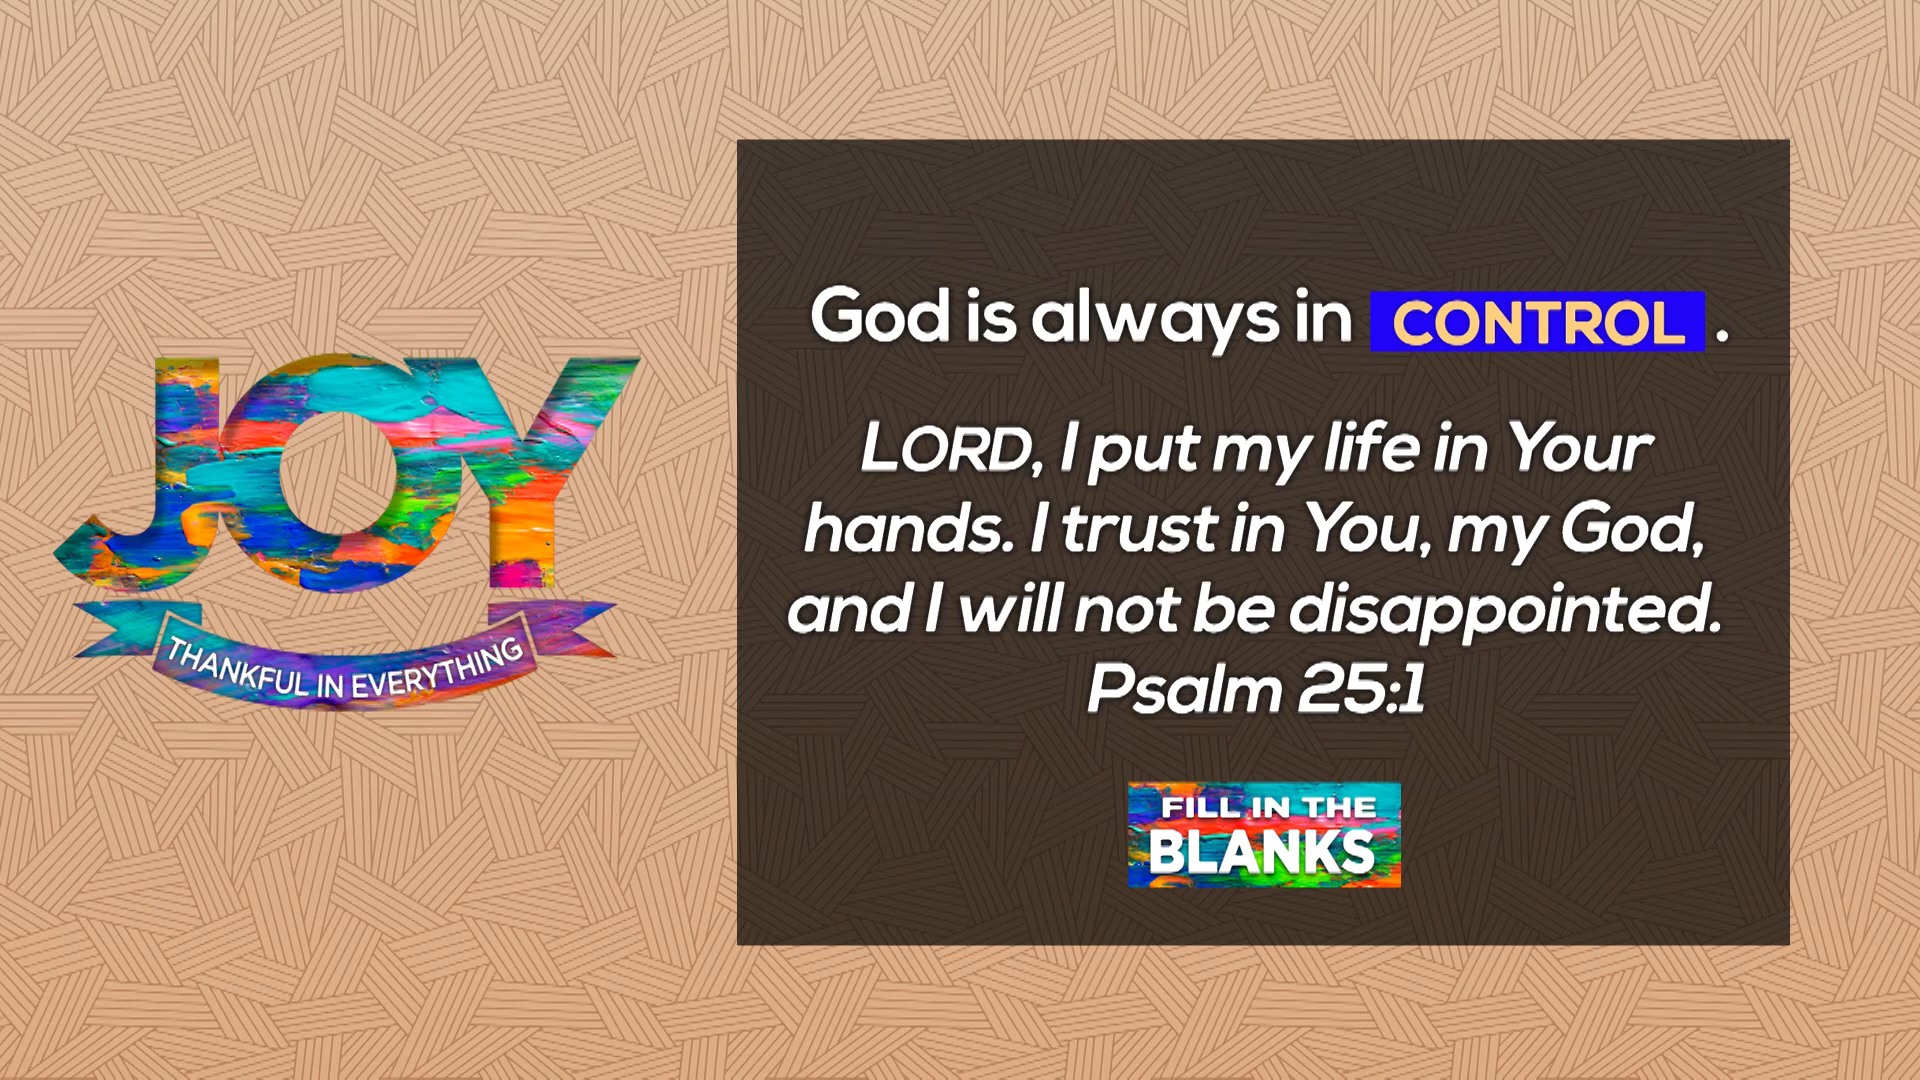 JOY
THANKFUL IN EVERYTHING
God is always in CONTROL.
LORD, I put my life in Your
hands. I trust in You, my God,
and I will not be disappointed.
Psalm 25:1
FILL IN THE
BLANKS